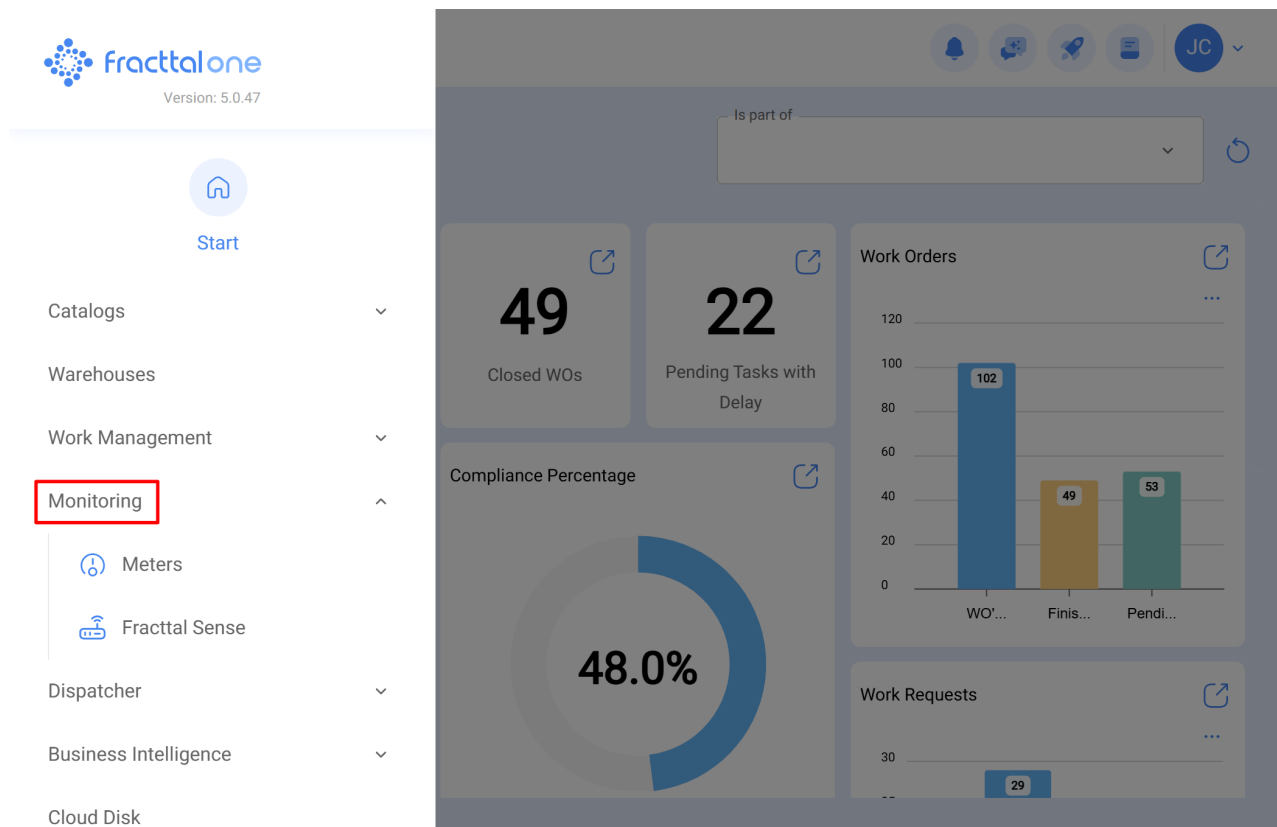 fracttal one
Version: 5.0.47
Start
Catalogs
Warehouses
Work Management
Monitoring
Meters
Fracttal Sense
Dispatcher
Business Intelligence
Cloud Disk
JC
Is part of
49
Closed WOs
22
Pending Tasks with
Delay
Compliance Percentage
48.0%
Work Orders
120
100
80
60
40
20
0
102
49
53
WO'...
Finis...
Pendi...
Work Requests
30
29